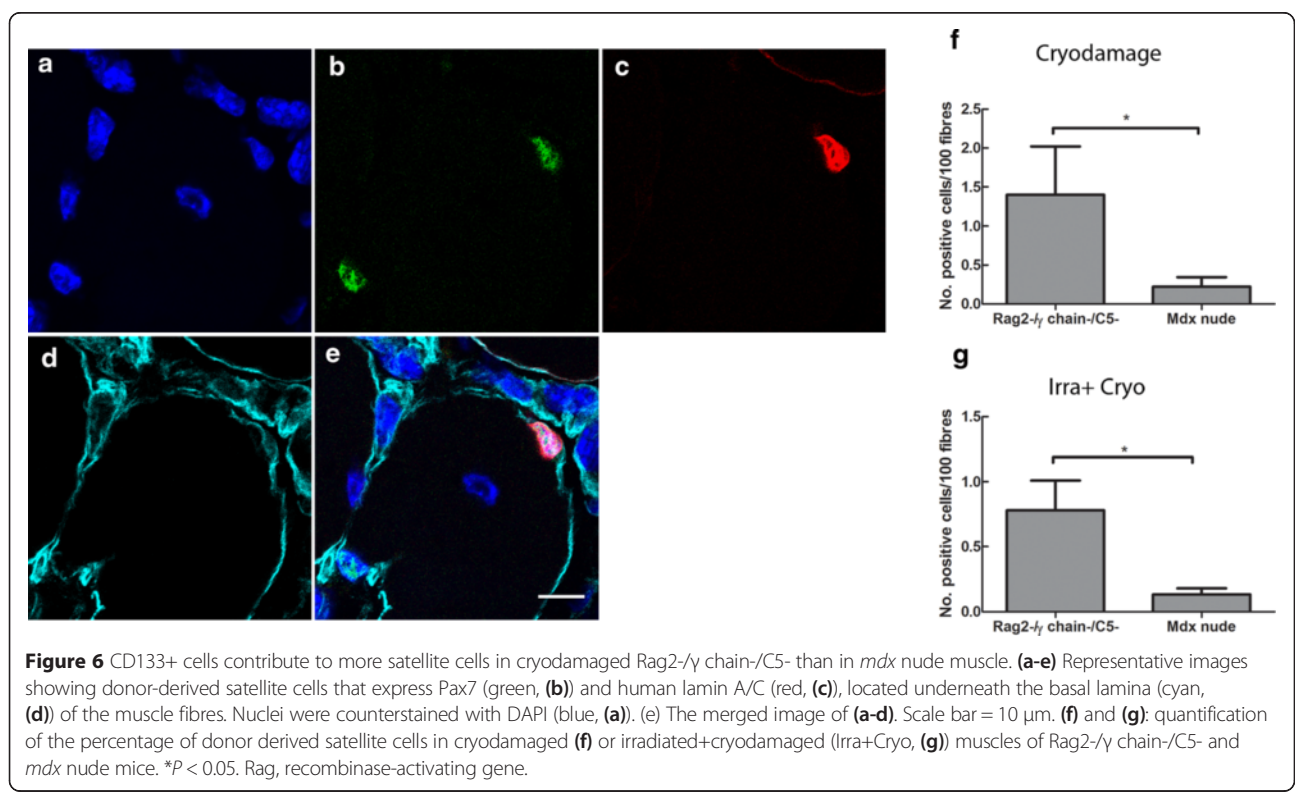 a
b
c
d
e
f
Cryodamage
No. positive cells/100 fibres
2.5
2.0
1.5
1.0
0.5
0.0
*
Rag2-/γ chain-/C5-
Mdx nude
g
Irra+ Cryo
No. positive cells/100 fibres
1.5
1.0
0.5
0.0
*
Rag2-/γ chain-/C5-
Mdx nude
Figure 6 CD133+ cells contribute to more satellite cells in cryodamaged Rag2-/γ chain-/C5- than in mdx nude muscle. (a-e) Representative images
showing donor-derived satellite cells that express Pax7 (green, (b)) and human lamin A/C (red, (c)), located underneath the basal lamina (cyan,
(d)) of the muscle fibres. Nuclei were counterstained with DAPI (blue, (a)). (e) The merged image of (a-d). Scale bar = 10 μm. (f) and (g): quantification
of the percentage of donor derived satellite cells in cryodamaged (f) or irradiated+cryodamaged (Irra+Cryo, (g)) muscles of Rag2-/γ chain-/C5- and
mdx nude mice. *P < 0.05. Rag, recombinase-activating gene.